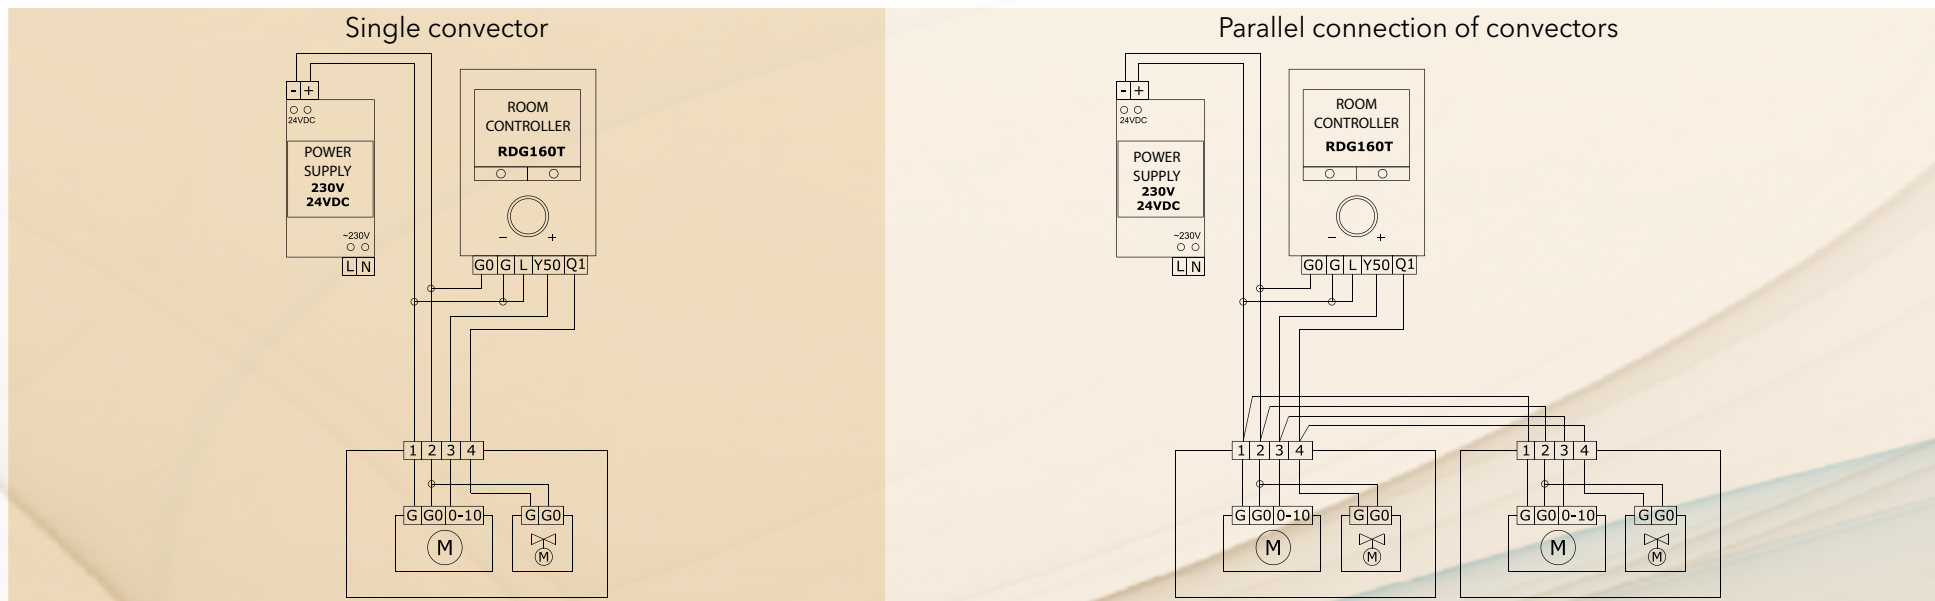 Single convector
- +
24VDC
POWER
SUPPLY
230V
24VDC
~230V
L N
ROOM
CONTROLLER
RDG160T
− +
G0 G L Y50 Q1
1 2 3 4
G G0 0-10
G G0
M
M
Parallel connection of convectors
- +
24VDC
POWER
SUPPLY
230V
24VDC
~230V
L N
ROOM
CONTROLLER
RDG160T
− +
G0 G L Y50 Q1
1 2 3 4
G G0 0-10
G G0
M
M
1 2 3 4
G G0 0-10
G G0
M
M